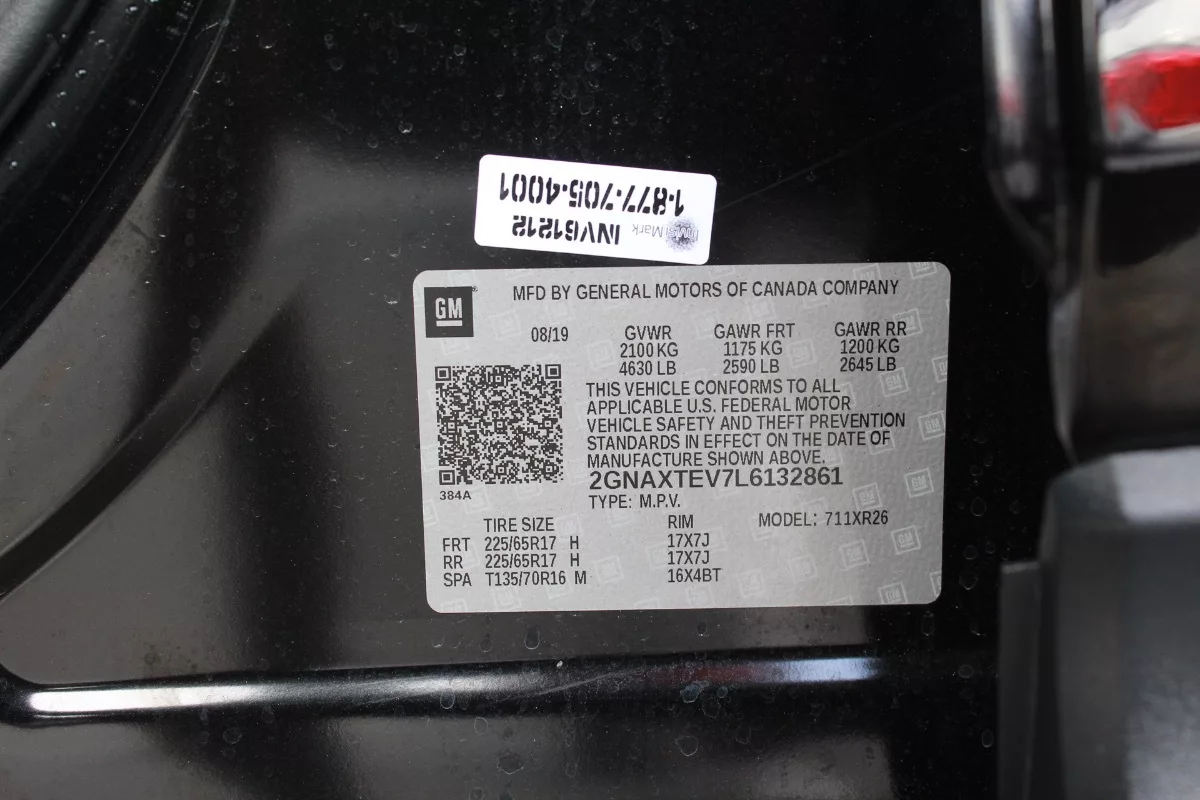 1-877-705-4001
INV61212 InVisiMark
GM
MFD BY GENERAL MOTORS OF CANADA COMPANY
08/19 GVWR GAWR FRT GAWR RR
2100 KG 1175 KG 1200 KG
4630 LB 2590 LB 2645 LB
THIS VEHICLE CONFORMS TO ALL
APPLICABLE U.S. FEDERAL MOTOR
VEHICLE SAFETY AND THEFT PREVENTION
STANDARDS IN EFFECT ON THE DATE OF
MANUFACTURE SHOWN ABOVE.
2GNAXTEV7L6132861
384A
TYPE: M.P.V.
TIRE SIZE RIM MODEL: 711XR26
FRT 225/65R17 H 17X7J
RR 225/65R17 H 17X7J
SPA T135/70R16 M 16X4BT